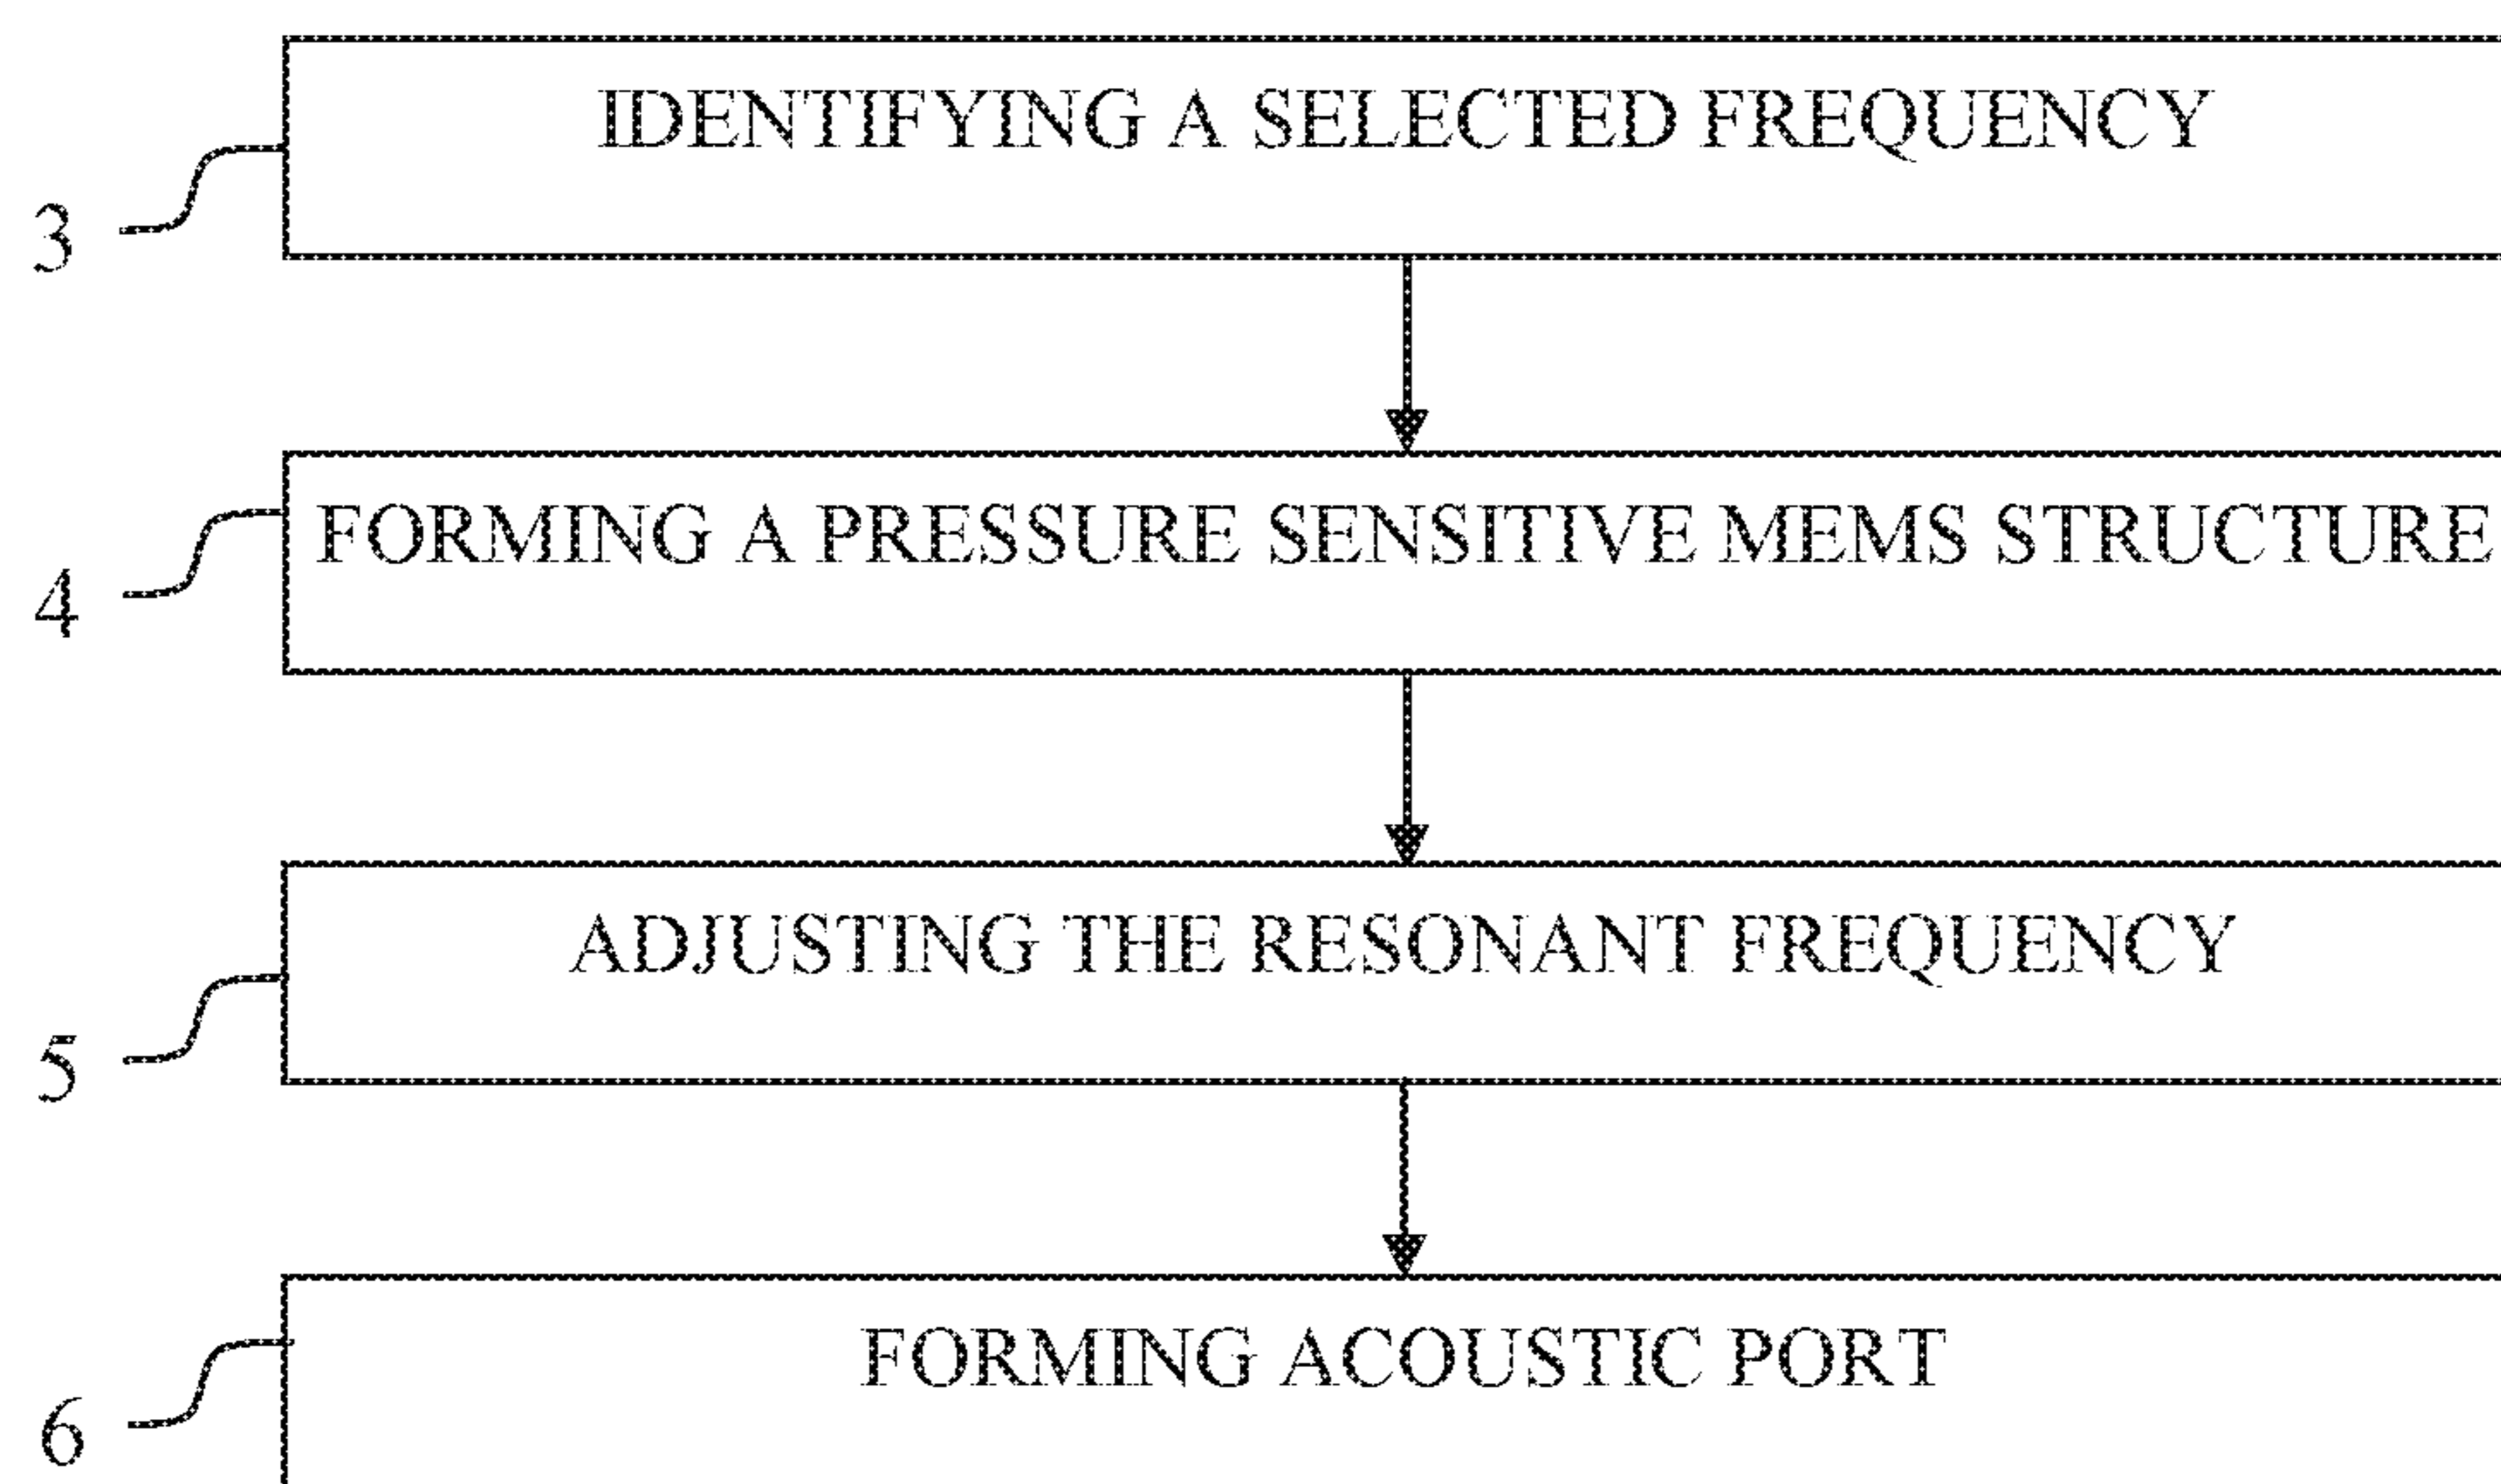 IDENTIFYING A SELECTED FREQUENCY
3
FORMING A PRESSURE SENSITIVE MEMS STRUCTURE
4
ADJUSTING THE RESONANT FREQUENCY
5
FORMING ACOUSTIC PORT
6